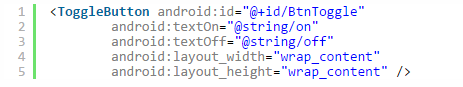 1 <ToggleButton android:id="@+id/BtnToggle"
2 android:textOn="@string/on"
3 android:textOff="@string/off"
4 android:layout_width="wrap_content"
5 android:layout_height="wrap_content" />